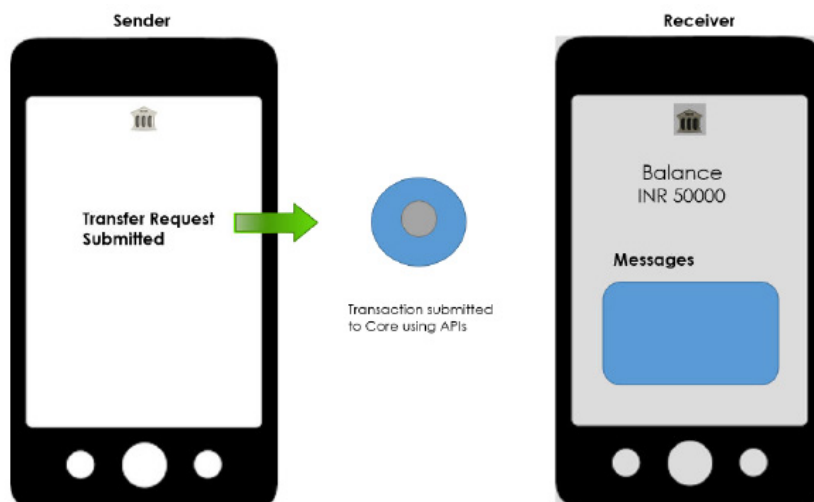 Sender
Receiver
Transfer Request
Submitted
Transaction submitted
to Core using APIs
Balance
INR 50000
Messages